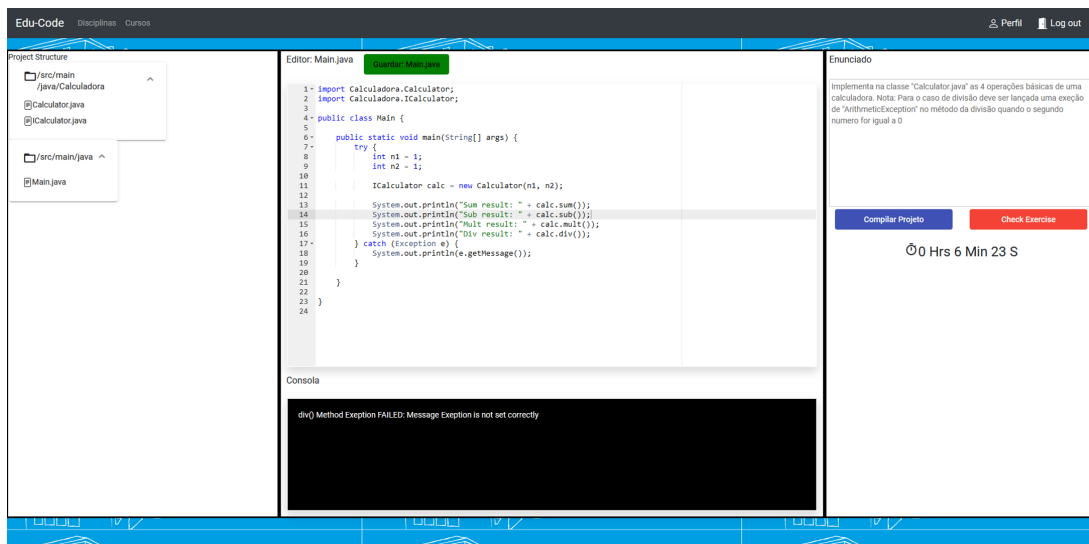 Edu-Code Disciplinas Cursos Perfil Log out
Project Structure
/src/main
/java/Calculadora
Calculator.java
ICalculator.java
/src/main/java
Main.java
Editor: Main.java Guardar: Main.java
1 import Calculadora.Calculator;
2 import Calculadora.ICalculator;
3
4 public class Main {
5
6 public static void main(String[] args) {
7 try {
8 int n1 = 1;
9 int n2 = 1;
10
11 ICalculator calc = new Calculator(n1, n2);
12
13 System.out.println("Sum result: " + calc.sum());
14 System.out.println("Sub result: " + calc.sub());
15 System.out.println("Mult result: " + calc.mult());
16 System.out.println("Div result: " + calc.div());
17 } catch (Exception e) {
18 System.out.println(e.getMessage());
19 }
20
21 }
22
23 }
24
Consola
div() Method Exeption FAILED: Message Exeption is not set correctly
Enunciado
Implementa na classe "Calculator.java" as 4 operações básicas de uma
calculadora. Nota: Para o caso de divisão deve ser lançada uma exeção
de "ArithmeticException" no método da divisão quando o segundo
numero for igual a 0
Compilar Projeto Check Exercise
0 Hrs 6 Min 23 S